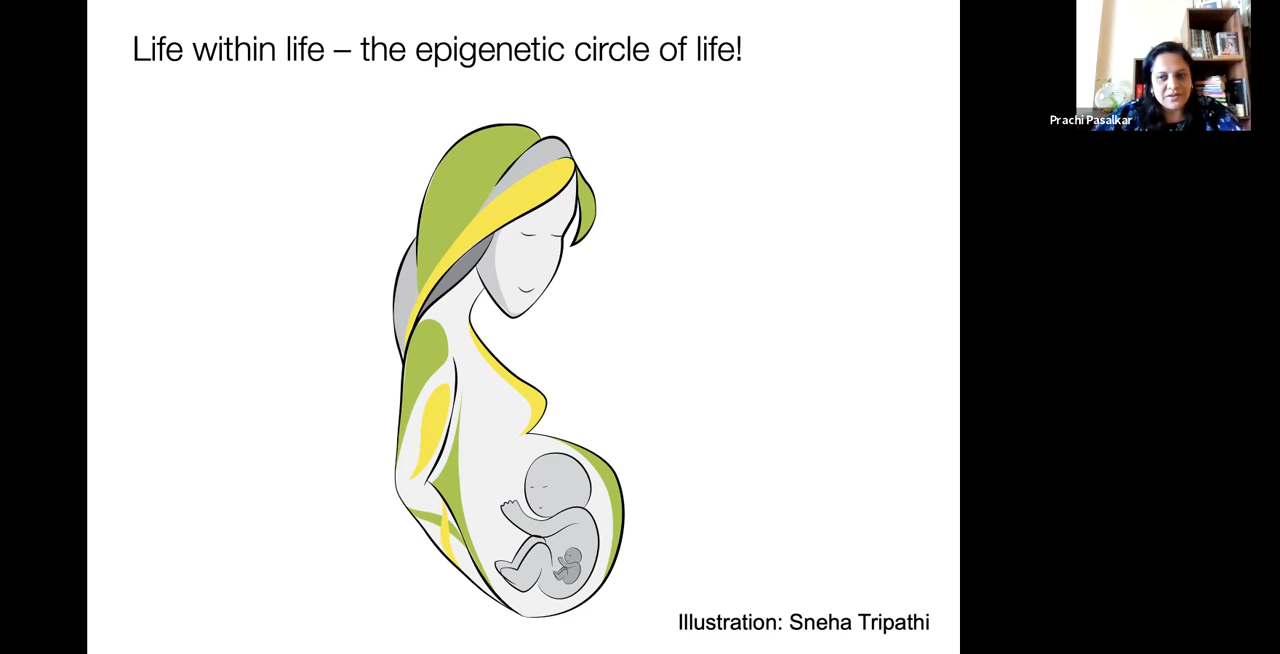 Life within life – the epigenetic circle of life!
Prachi Pasalkar
Illustration: Sneha Tripathi